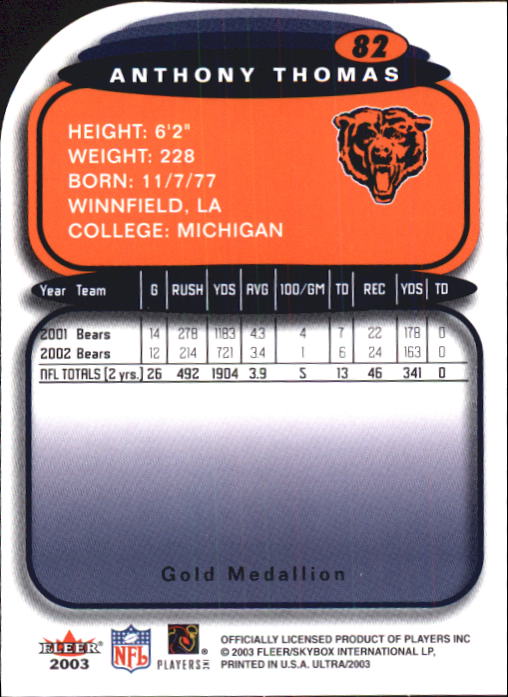 82
ANTHONY THOMAS
HEIGHT: 6'2"
WEIGHT: 228
BORN: 11/7/77
WINNFIELD, LA
COLLEGE: MICHIGAN
Year Team G RUSH YDS AVG 100/GM TD REC YDS TD
2001 Bears 14 278 1183 4.3 4 7 22 178 0
2002 Bears 12 214 721 3.4 1 6 24 163 0
NFL TOTALS (2 yrs.) 26 492 1904 3.9 5 13 46 341 0
Gold Medallion
FLEER
2003
NFL
PLAYERS INC
OFFICIALLY LICENSED PRODUCT OF PLAYERS INC
© 2003 FLEER/SKYBOX INTERNATIONAL LP,
PRINTED IN U.S.A. ULTRA/2003